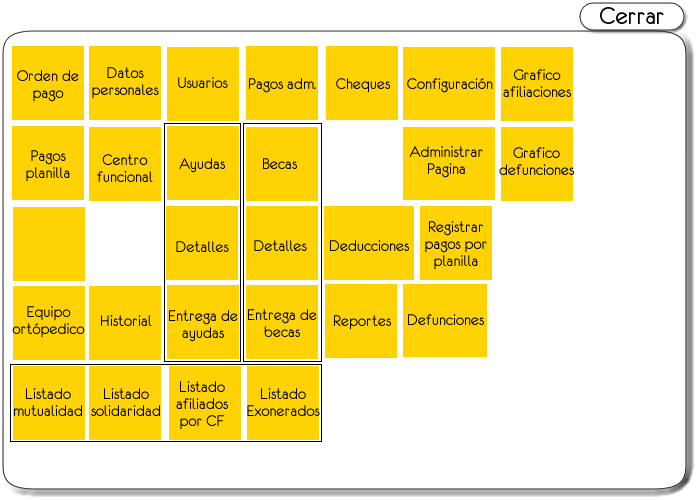 Cerrar
Orden de
pago
Datos
personales
Usuarios
Pagos adm.
Cheques
Configuración
Grafico
afiliaciones
Pagos
planilla
Centro
funcional
Ayudas
Becas
Administrar
Pagina
Grafico
defunciones
Detalles
Detalles
Deducciones
Registrar
pagos por
planilla
Equipo
ortópedico
Historial
Entrega de
ayudas
Entrega de
becas
Reportes
Defunciones
Listado
mutualidad
Listado
solidaridad
Listado
afiliados
por CF
Listado
Exonerados